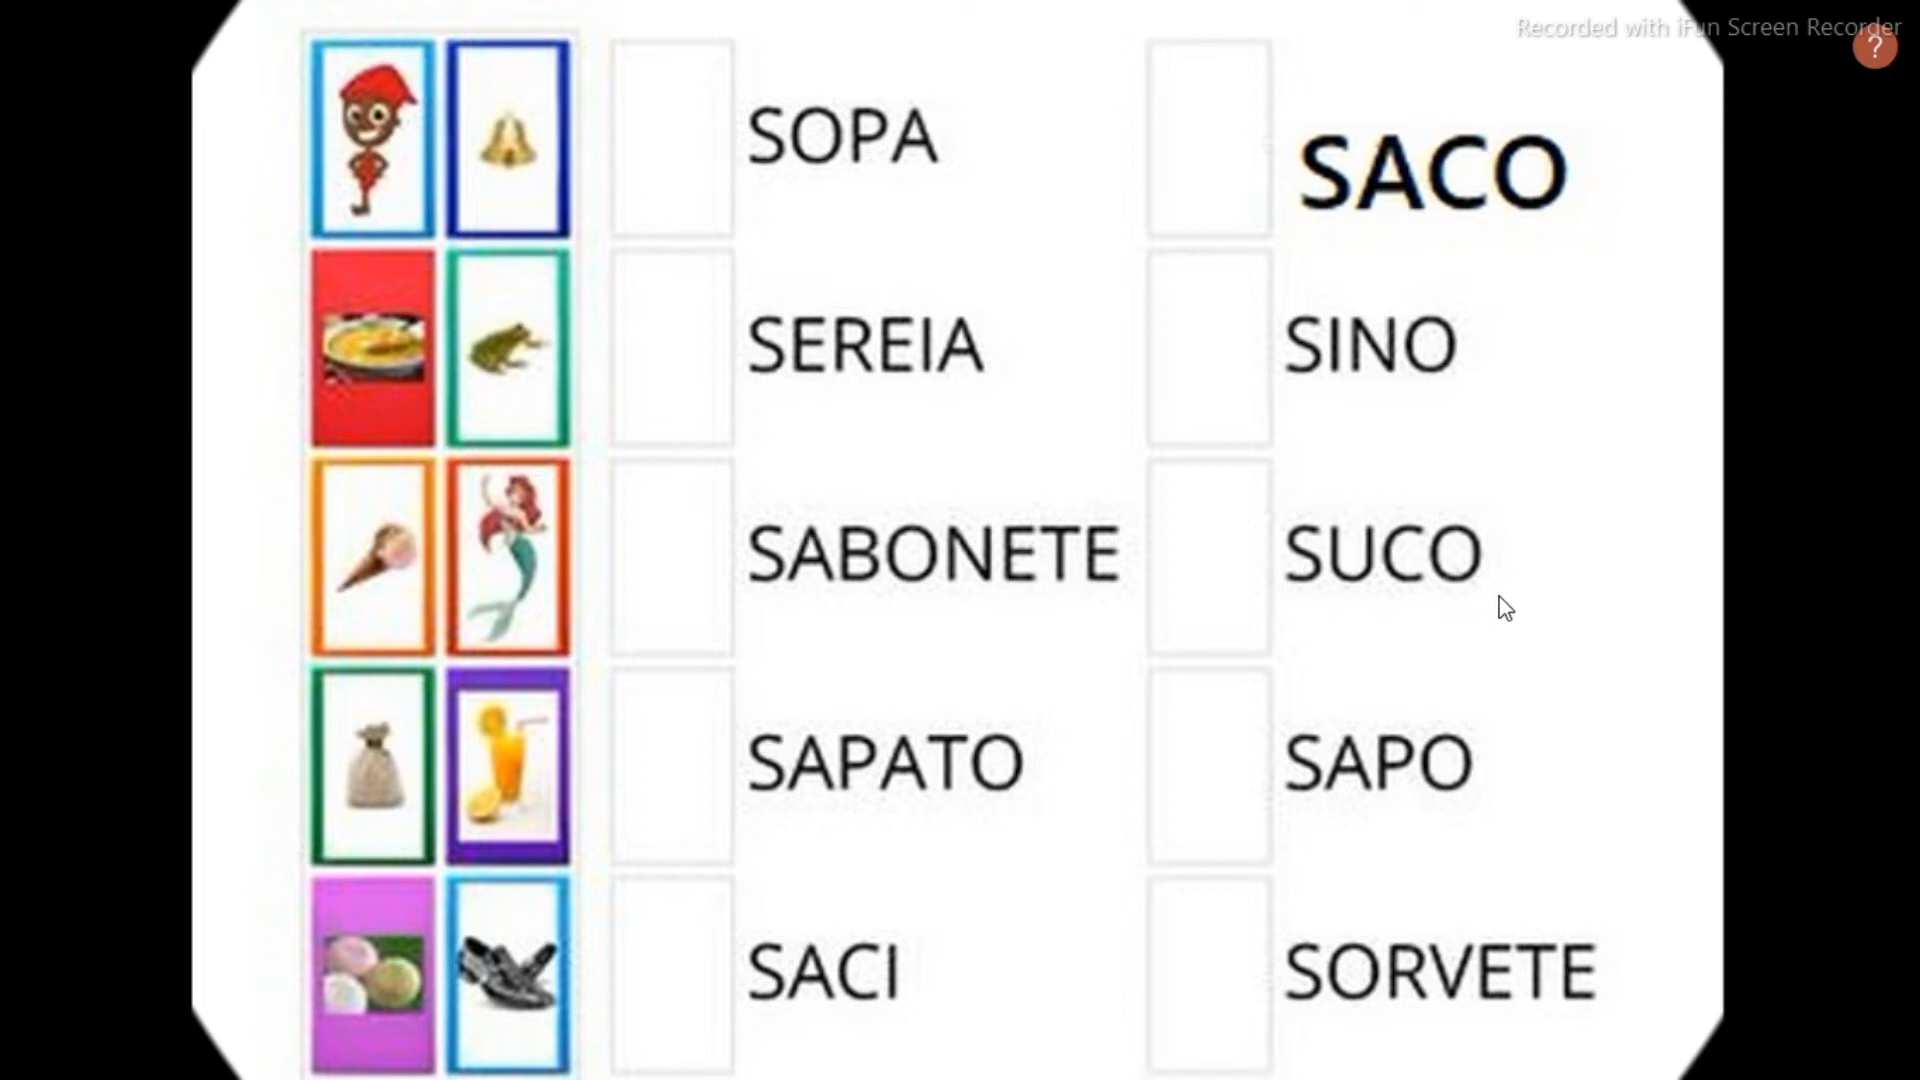 Recorded with iFun Screen Recorder
?
SOPA
SACO
SEREIA
SINO
SABONETE
SUCO
SAPATO
SAPO
SACI
SORVETE